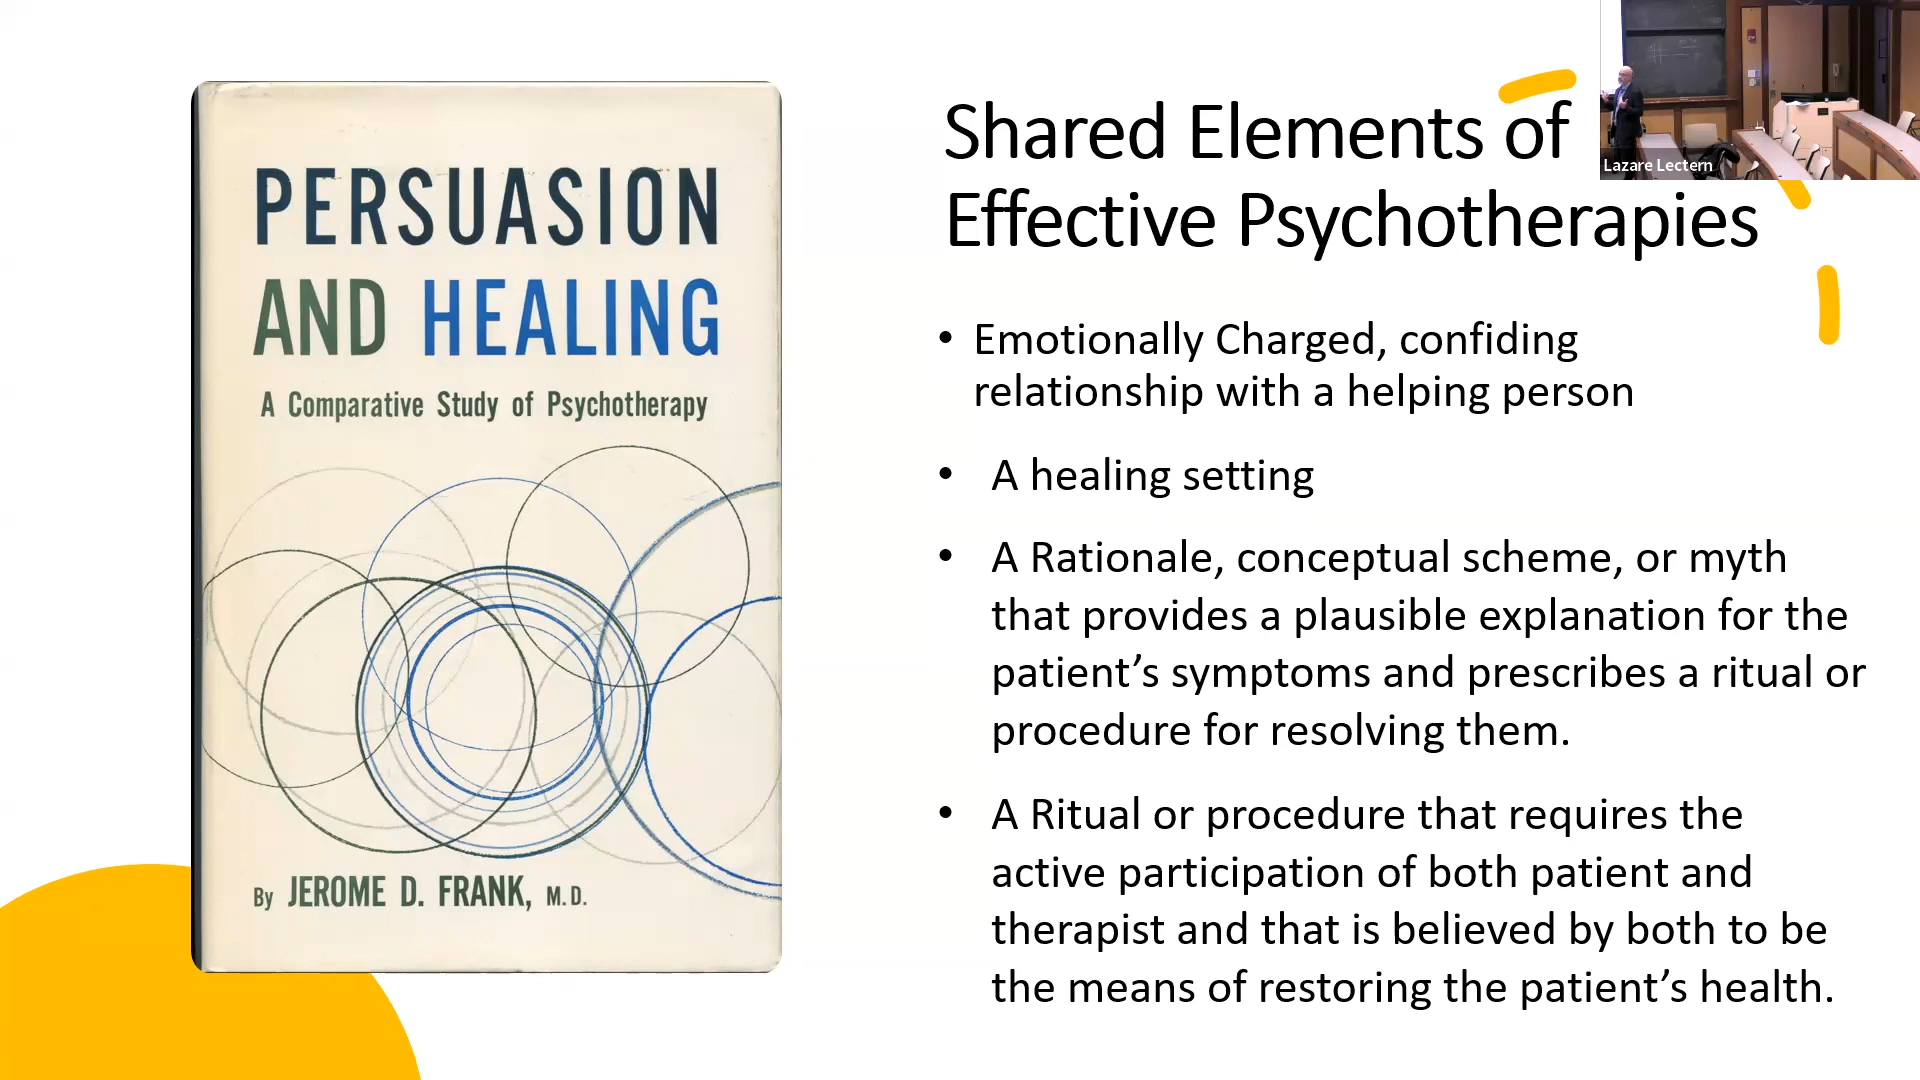 PERSUASION
AND HEALING
A Comparative Study of Psychotherapy
By JEROME D. FRANK, M.D.
Shared Elements of
Effective Psychotherapies
• Emotionally Charged, confiding
relationship with a helping person
• A healing setting
• A Rationale, conceptual scheme, or myth
that provides a plausible explanation for the
patient’s symptoms and prescribes a ritual or
procedure for resolving them.
• A Ritual or procedure that requires the
active participation of both patient and
therapist and that is believed by both to be
the means of restoring the patient’s health.
Lazare Lectern